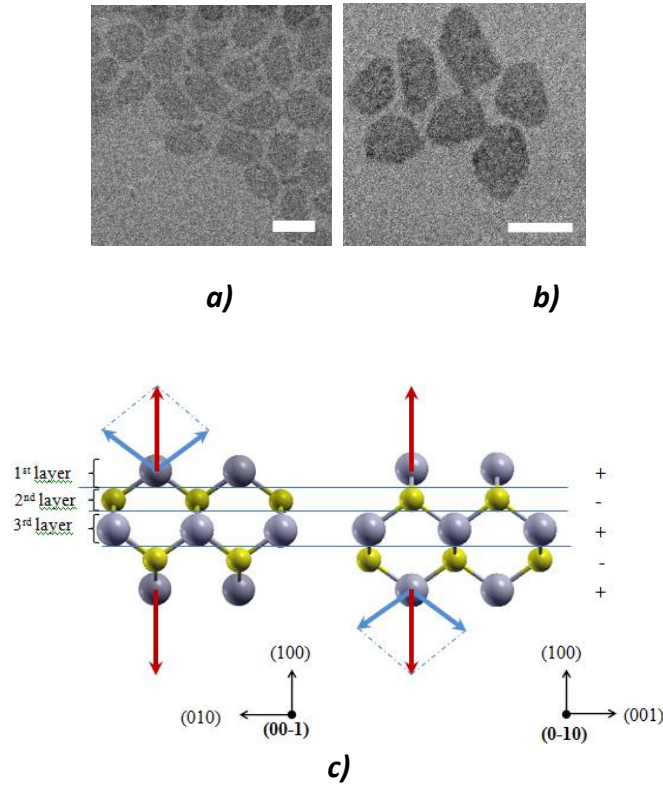 a)
b)
1st layer
2nd layer
3rd layer
+
-
+
-
+
(100)
(010)
(00-1)
(100)
(001)
(0-10)
c)